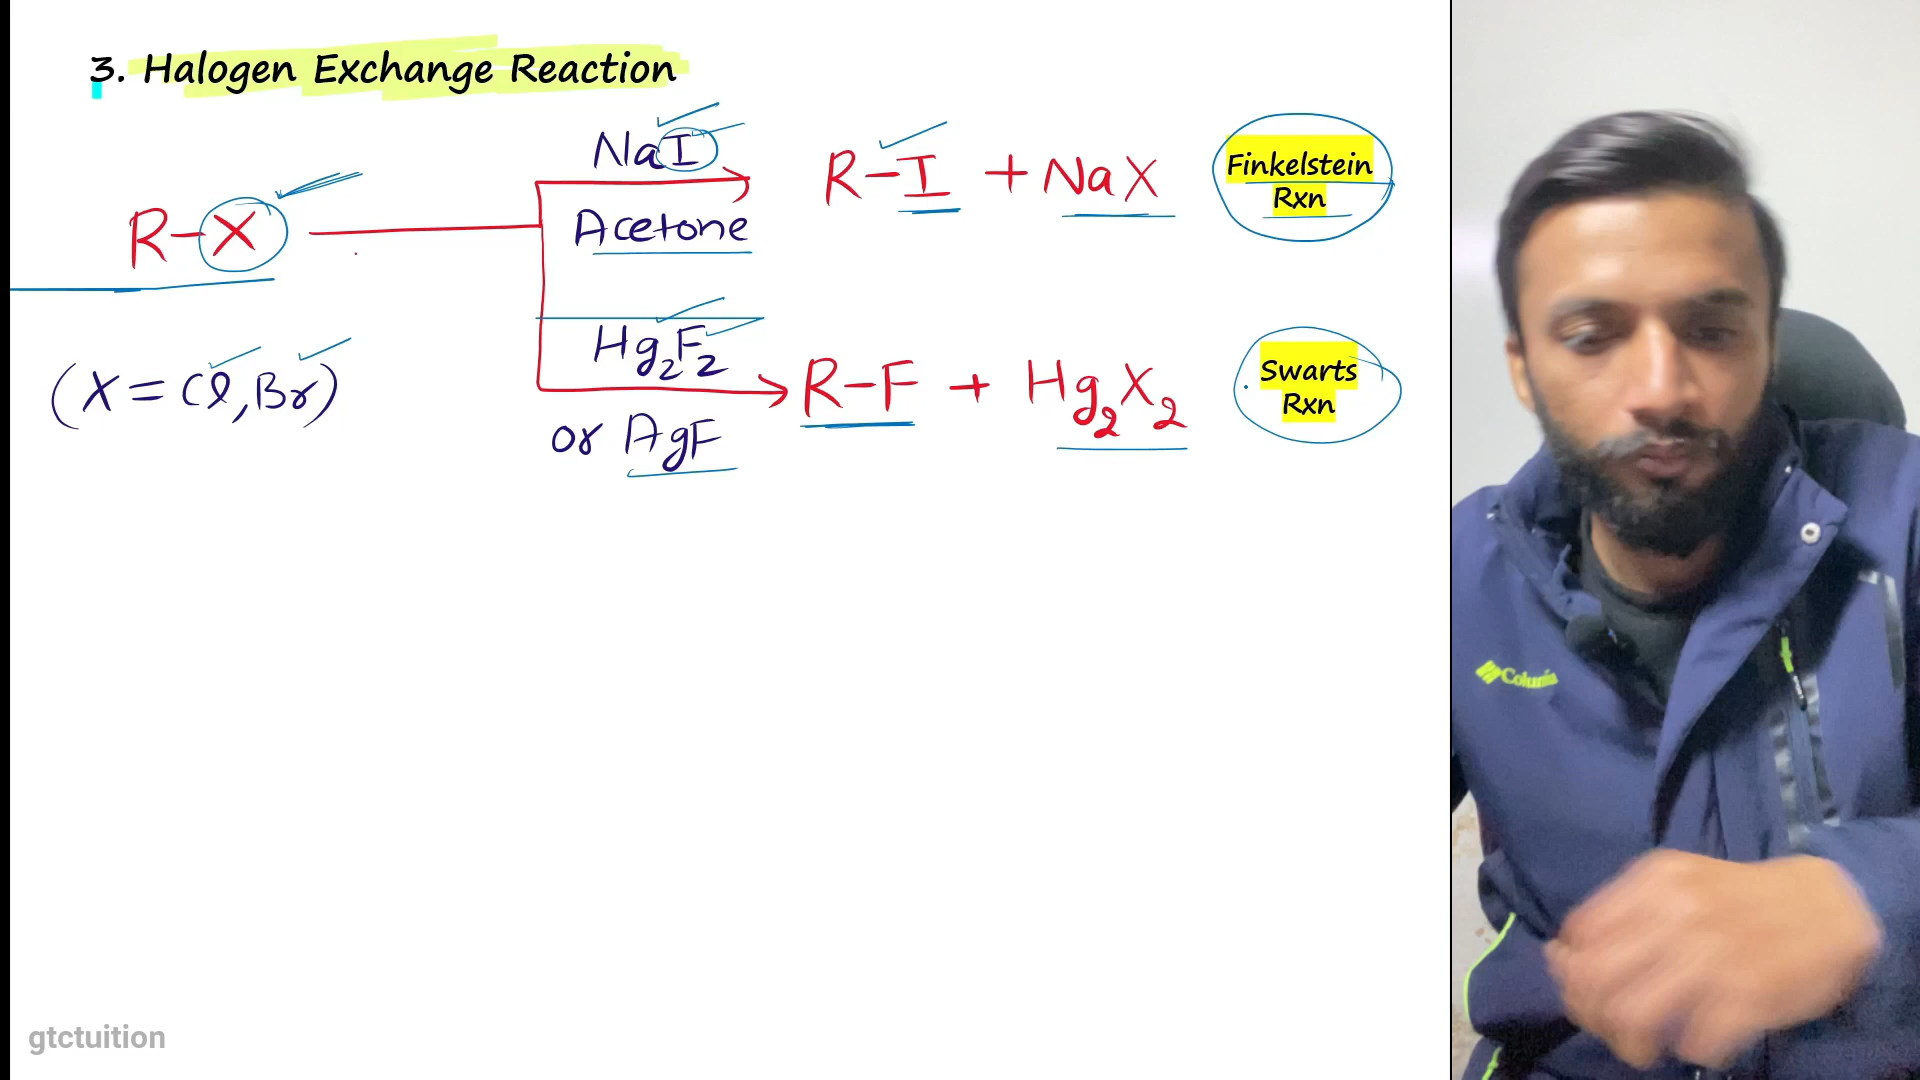 3. Halogen Exchange Reaction
NaI
Acetone
R-I + NaX
Finkelstein
Rxn
R-X
(X = Cl, Br)
Hg2F2
or AgF
R-F + Hg2X2
Swarts
Rxn
Columbia
gtctuition